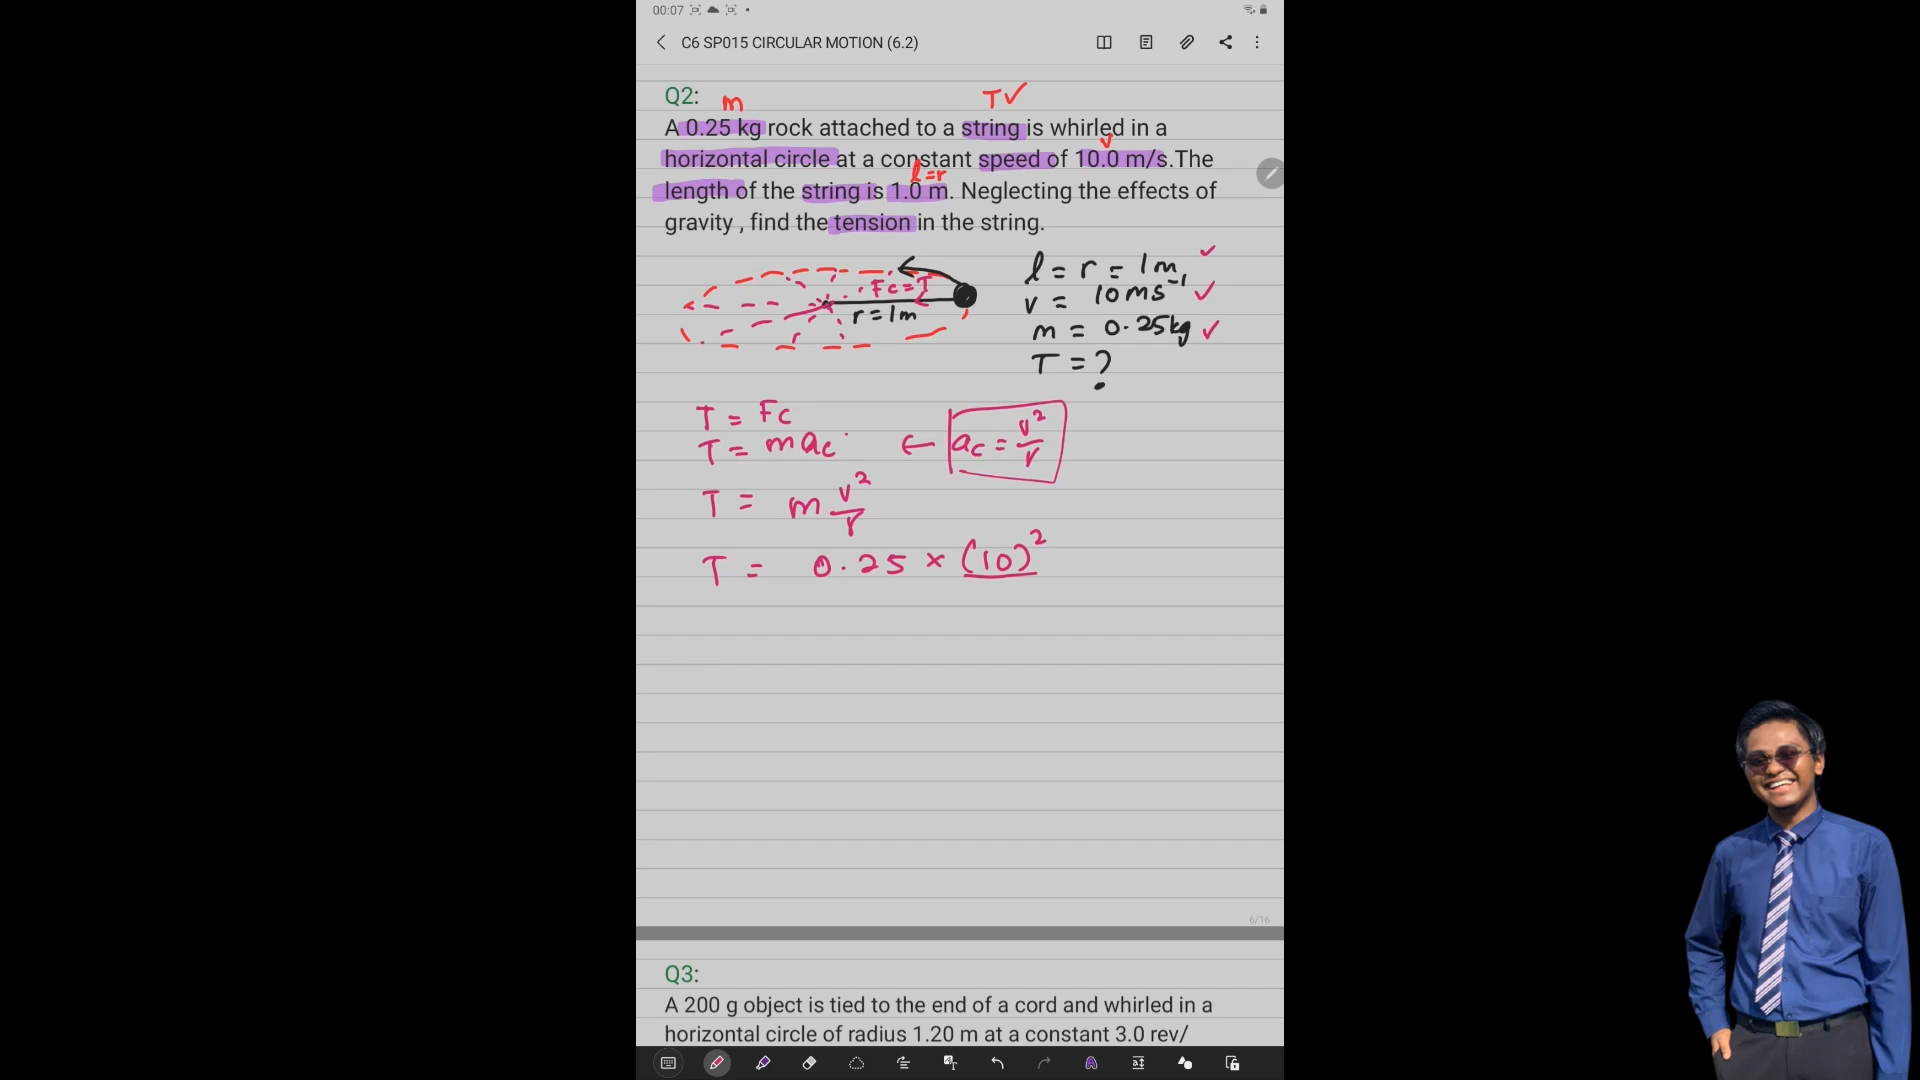 00:07
C6 SP015 CIRCULAR MOTION (6.2)
Q2:
m
T✓
A 0.25 kg rock attached to a string is whirled in a
v
horizontal circle at a constant speed of 10.0 m/s.The
l=r
length of the string is 1.0 m. Neglecting the effects of
gravity , find the tension in the string.
l = r = 1m ✓
v = 10ms⁻¹ ✓
m = 0.25kg ✓
T = ?
Fc=T
r=1m
T = Fc
T = mac ← ac = v²/r
T = m v²/r
T = 0.25 × (10)²
6/16
Q3:
A 200 g object is tied to the end of a cord and whirled in a
horizontal circle of radius 1.20 m at a constant 3.0 rev/